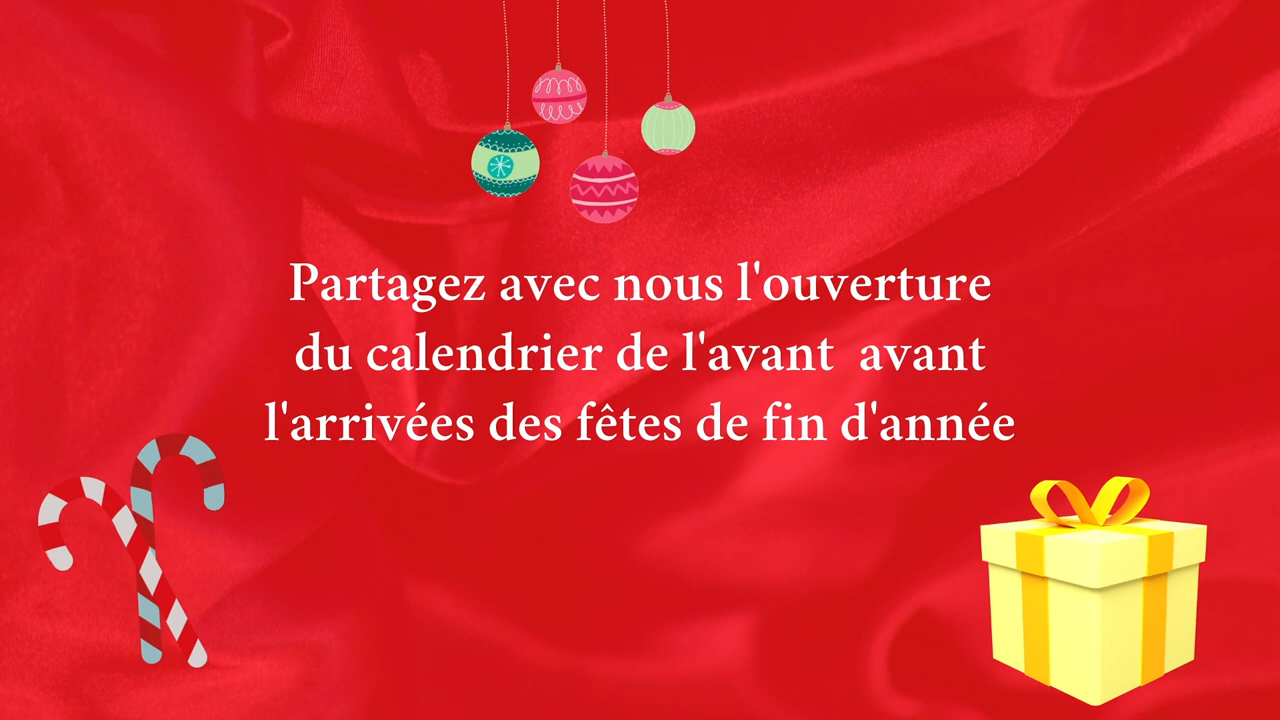 Partagez avec nous l'ouverture
du calendrier de l'avant  avant
l'arrivées des fêtes de fin d'année